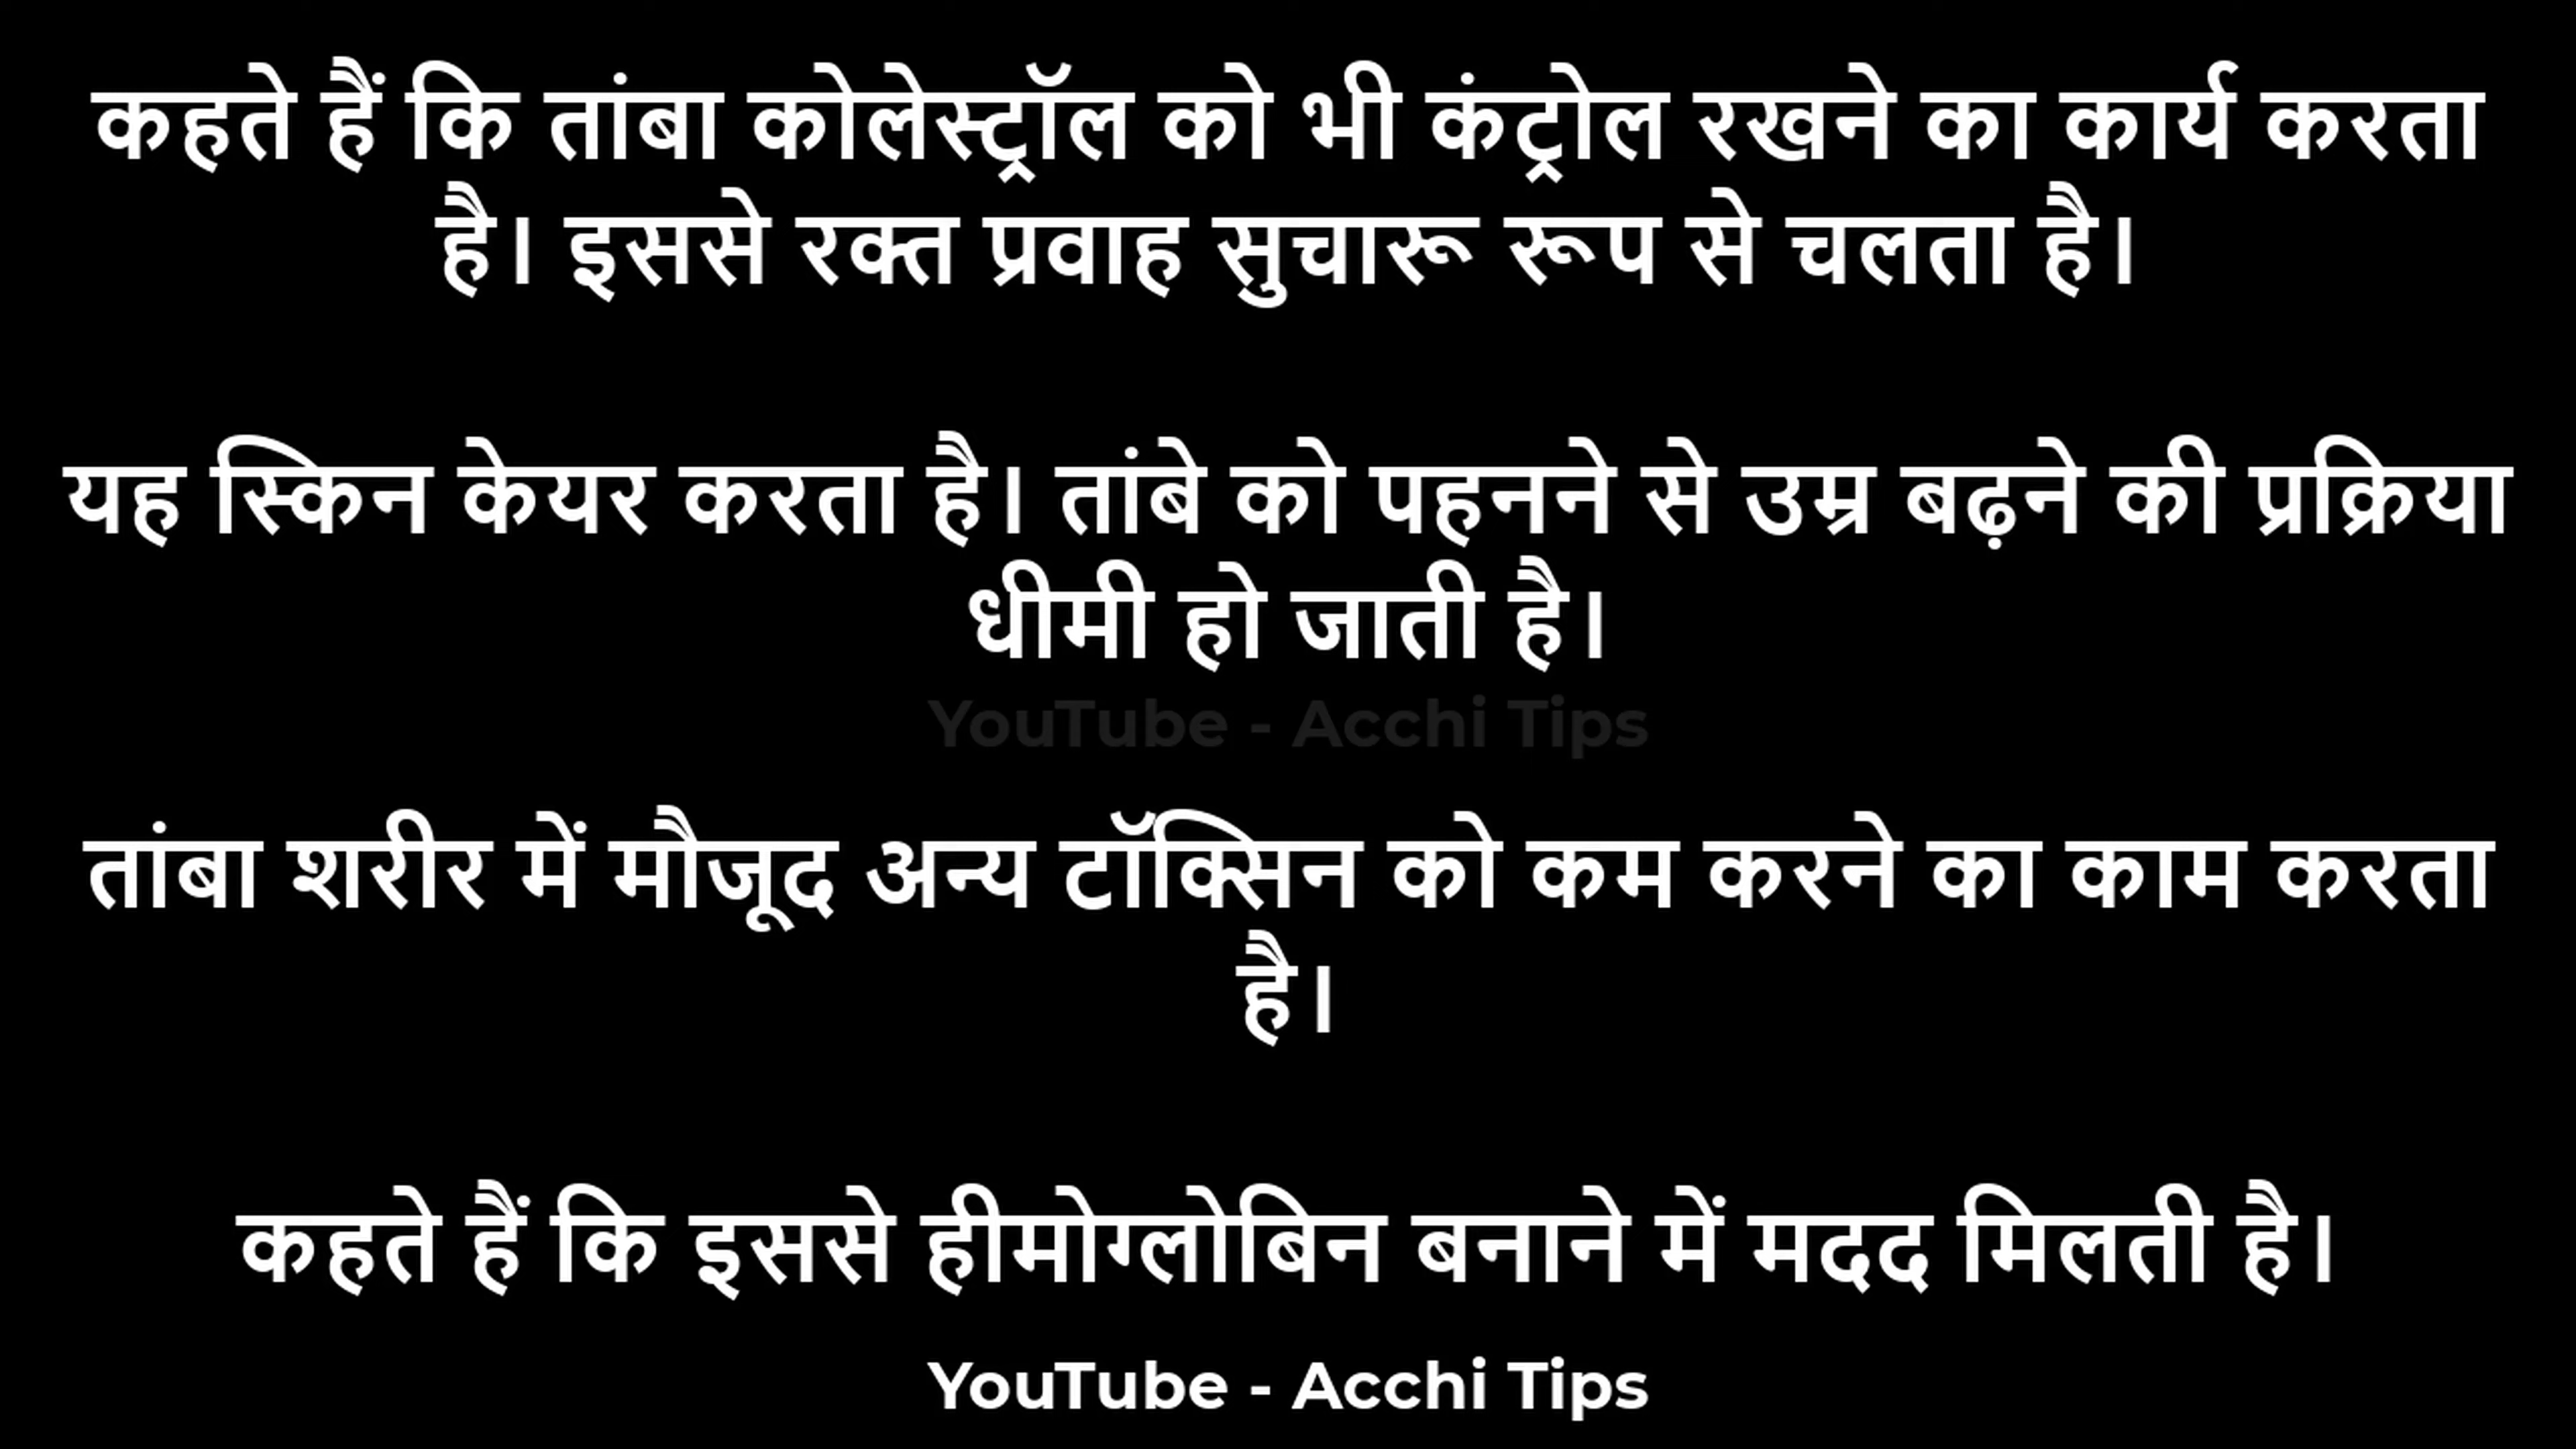 कहते हैं कि तांबा कोलेस्ट्रॉल को भी कंट्रोल रखने का कार्य करता
है। इससे रक्त प्रवाह सुचारू रूप से चलता है।
यह स्किन केयर करता है। तांबे को पहनने से उम्र बढ़ने की प्रक्रिया
धीमी हो जाती है।
YouTube - Acchi Tips
तांबा शरीर में मौजूद अन्य टॉक्सिन को कम करने का काम करता
है।
कहते हैं कि इससे हीमोग्लोबिन बनाने में मदद मिलती है।
YouTube - Acchi Tips